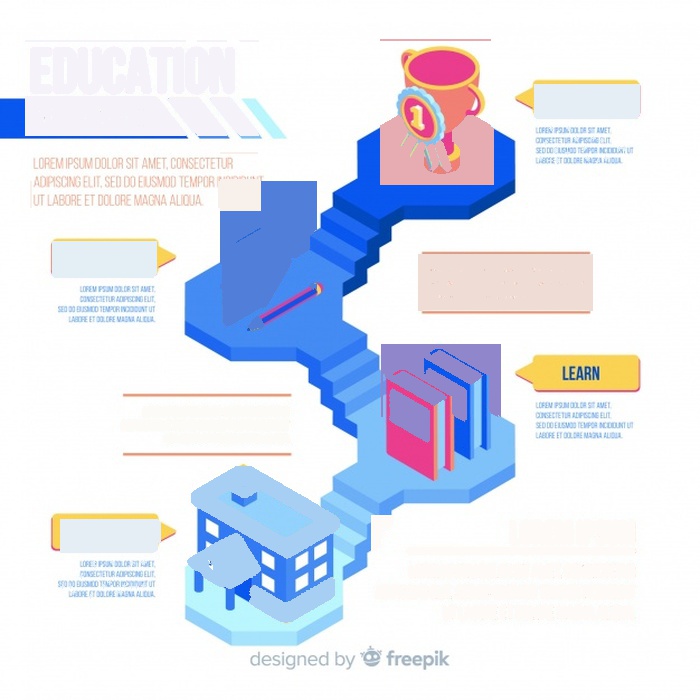 EDUCATION
LOREM IPSUM DOLOR SIT AMET, CONSECTETUR
ADIPISCING ELIT, SED DO EIUSMOD TEMPOR
UT LABORE ET DOLORE MAGNA ALIQUA.
1
LOREM IPSUM DOLOR SIT AMET,
CONSECTETUR ADIPISCING ELIT,
SED DO EIUSMOD TEMPOR INCIDIDUNT
UT LABORE ET DOLORE MAGNA ALIQUA.
LOREM IPSUM DOLOR SIT AMET,
CONSECTETUR ADIPISCING ELIT,
SED DO EIUSMOD TEMPOR INCIDIDUNT UT
LABORE ET DOLORE MAGNA ALIQUA.
LEARN
LOREM IPSUM DOLOR SIT AMET,
CONSECTETUR ADIPISCING ELIT,
SED DO EIUSMOD TEMPOR INCIDIDUNT UT
LABORE ET DOLORE MAGNA ALIQUA.
LOREM IPSUM DOLOR SIT AMET,
CONSECTETUR ADIPISCING ELIT,
SED DO EIUSMOD TEMPOR INCIDIDUNT UT
LABORE ET DOLORE MAGNA ALIQUA.
designed by freepik